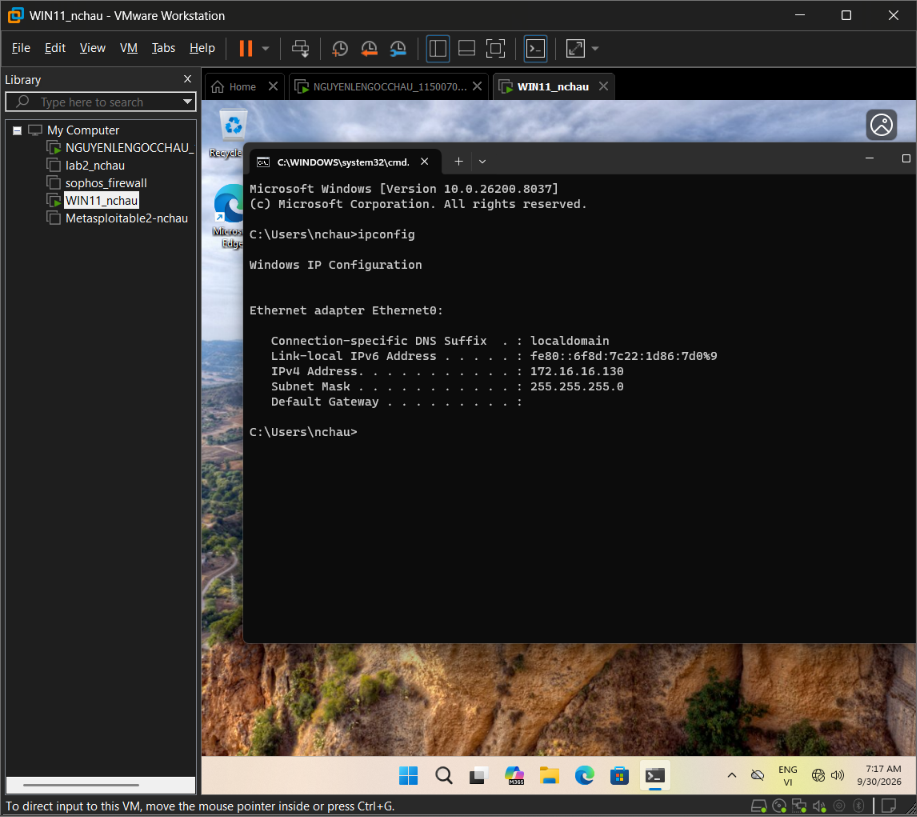 WIN11_nchau - VMware Workstation
File Edit View VM Tabs Help
Library
Type here to search
My Computer
NGUYENLENGOCCHAU_
lab2_nchau
sophos_firewall
WIN11_nchau
Metasploitable2-nchau
Home
NGUYENLENGOCCHAU_1150070...
WIN11_nchau
Recycle
Micros
Edge
C:\WINDOWS\system32\cmd.
Microsoft Windows [Version 10.0.26200.8037]
(c) Microsoft Corporation. All rights reserved.
C:\Users\nchau>ipconfig
Windows IP Configuration
Ethernet adapter Ethernet0:
Connection-specific DNS Suffix  . : localdomain
Link-local IPv6 Address . . . . . : fe80::6f8d:7c22:1d86:7d0%9
IPv4 Address. . . . . . . . . . . : 172.16.16.130
Subnet Mask . . . . . . . . . . . : 255.255.255.0
Default Gateway . . . . . . . . . :
C:\Users\nchau>
M365
ENG
VI
7:17 AM
9/30/2026
To direct input to this VM, move the mouse pointer inside or press Ctrl+G.